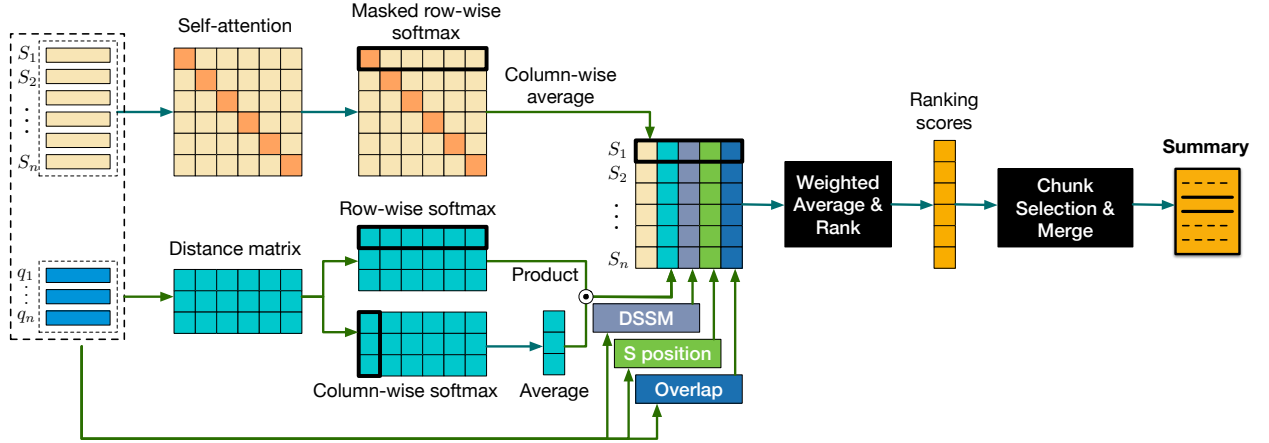 Self-attention
Masked row-wise
softmax
Column-wise
average
S₁
S₂
⋮
Sₙ
Ranking
scores
Summary
S₁
S₂
⋮
Sₙ
Weighted
Average &
Rank
Chunk
Selection &
Merge
Row-wise softmax
Distance matrix
Product
q₁
⋮
qₙ
DSSM
S position
Overlap
Column-wise softmax
Average